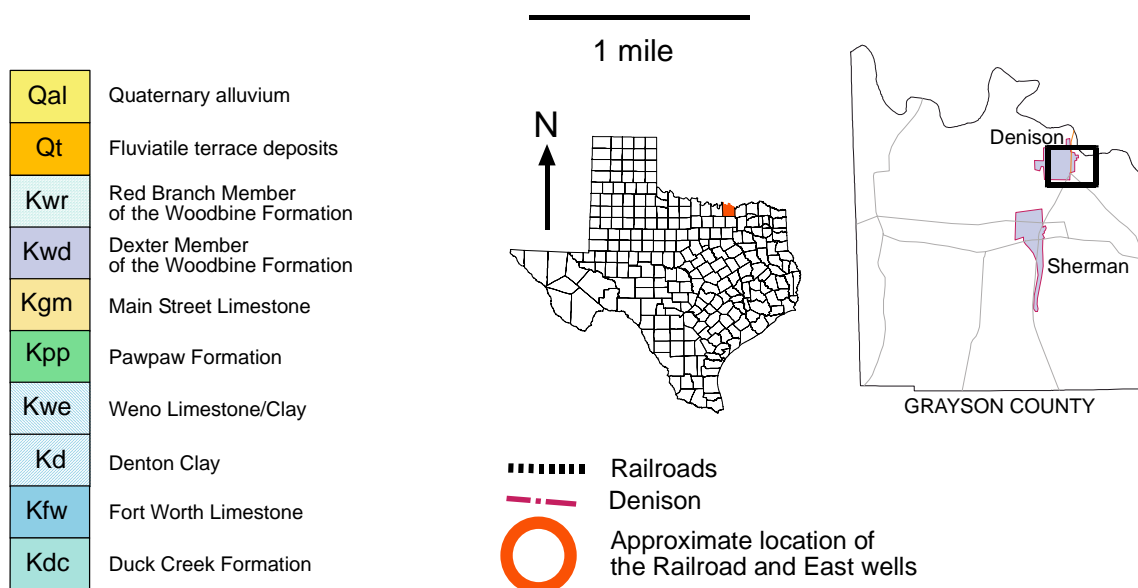 1 mile
Qal Quaternary alluvium
Qt Fluviatile terrace deposits
Kwr Red Branch Member
of the Woodbine Formation
Kwd Dexter Member
of the Woodbine Formation
Kgm Main Street Limestone
Kpp Pawpaw Formation
Kwe Weno Limestone/Clay
Kd Denton Clay
Kfw Fort Worth Limestone
Kdc Duck Creek Formation
N
Denison
Sherman
GRAYSON COUNTY
Railroads
Denison
Approximate location of
the Railroad and East wells